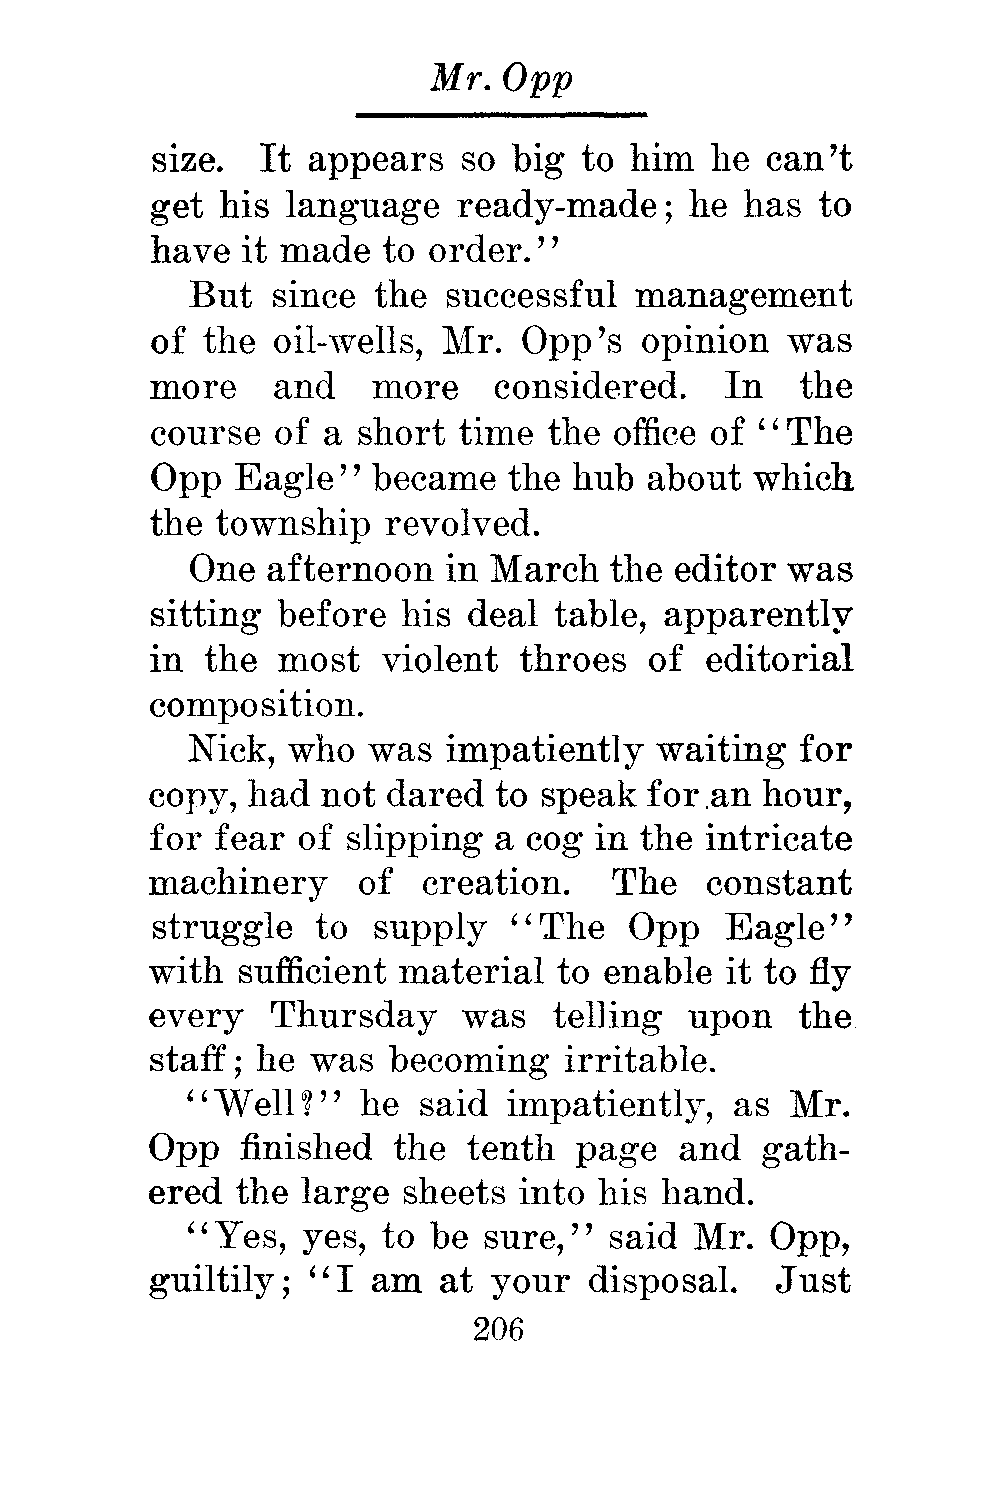 Mr. Opp
size. It appears so big to him he can't
get his language ready-made; he has to
have it made to order."
But since the successful management
of the oil-wells, Mr. Opp's opinion was
more and more considered. In the
course of a short time the office of "The
Opp Eagle" became the hub about which
the township revolved.
One afternoon in March the editor was
sitting before his deal table, apparently
in the most violent throes of editorial
composition.
Nick, who was impatiently waiting for
copy, had not dared to speak for an hour,
for fear of slipping a cog in the intricate
machinery of creation. The constant
struggle to supply "The Opp Eagle"
with sufficient material to enable it to fly
every Thursday was telling upon the
staff; he was becoming irritable.
"Well?" he said impatiently, as Mr.
Opp finished the tenth page and gath-
ered the large sheets into his hand.
"Yes, yes, to be sure," said Mr. Opp,
guiltily; "I am at your disposal. Just
206